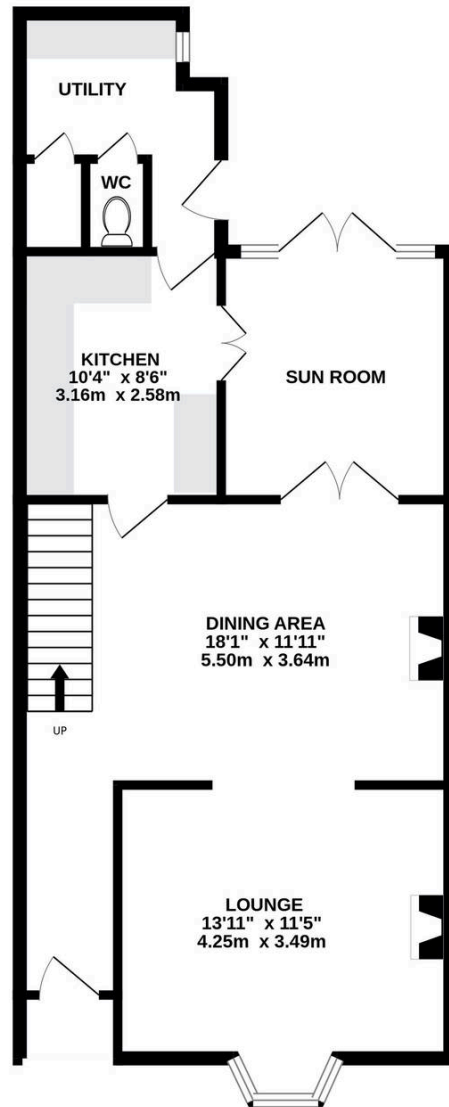 UTILITY
WC
KITCHEN
10'4" x 8'6"
3.16m x 2.58m
SUN ROOM
DINING AREA
18'1" x 11'11"
5.50m x 3.64m
UP
LOUNGE
13'11" x 11'5"
4.25m x 3.49m